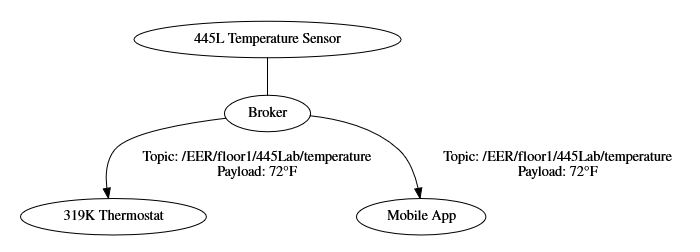 445L Temperature Sensor
Broker
Topic: /EER/floor1/445Lab/temperature
Payload: 72°F
Topic: /EER/floor1/445Lab/temperature
Payload: 72°F
319K Thermostat
Mobile App